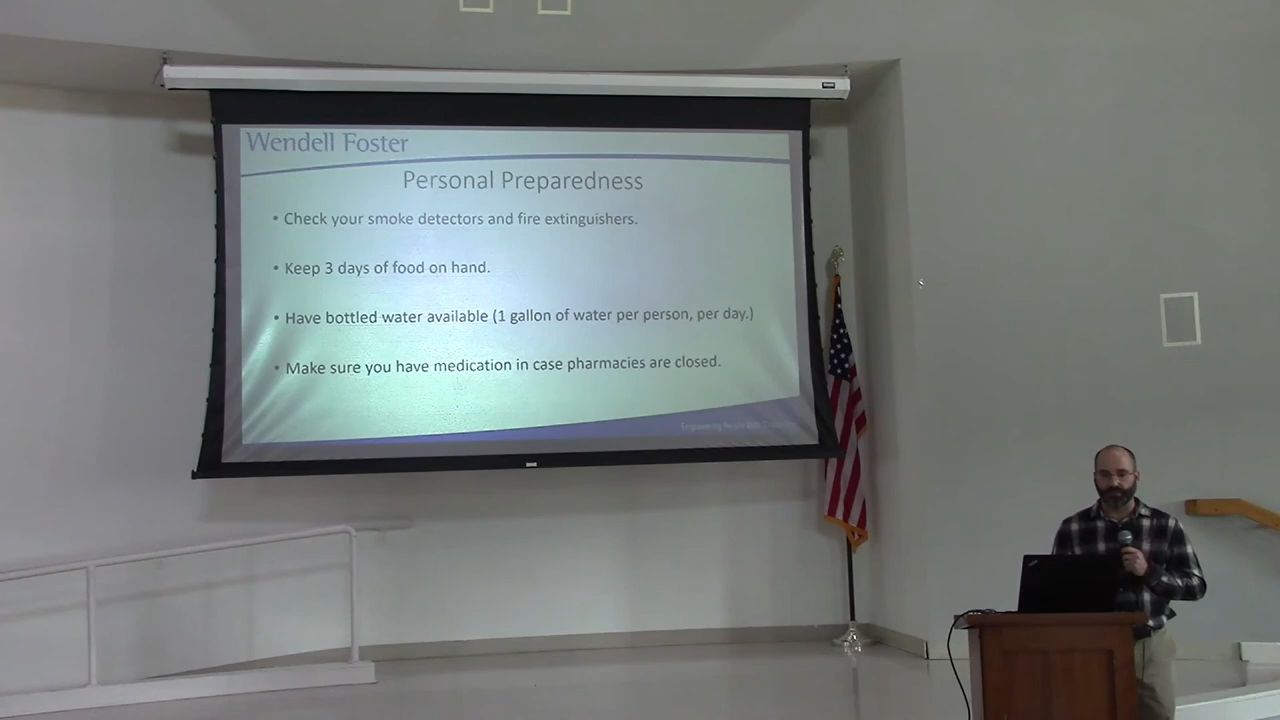 Wendell Foster
Personal Preparedness
• Check your smoke detectors and fire extinguishers.
• Keep 3 days of food on hand.
• Have bottled water available (1 gallon of water per person, per day.)
• Make sure you have medication in case pharmacies are closed.
Empowering